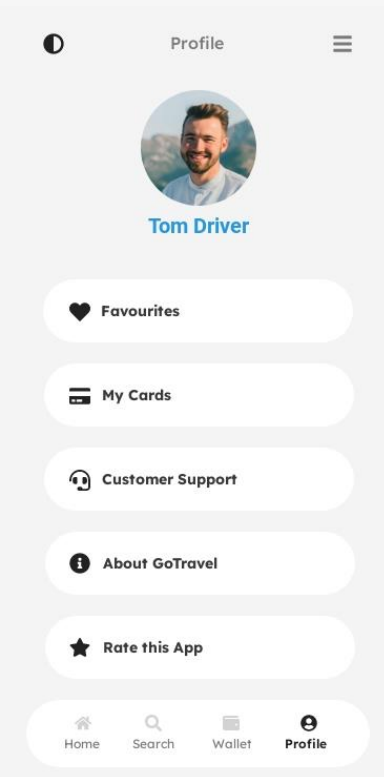 Profile
Tom Driver
Favourites
My Cards
Customer Support
About GoTravel
Rate this App
Home Search Wallet Profile